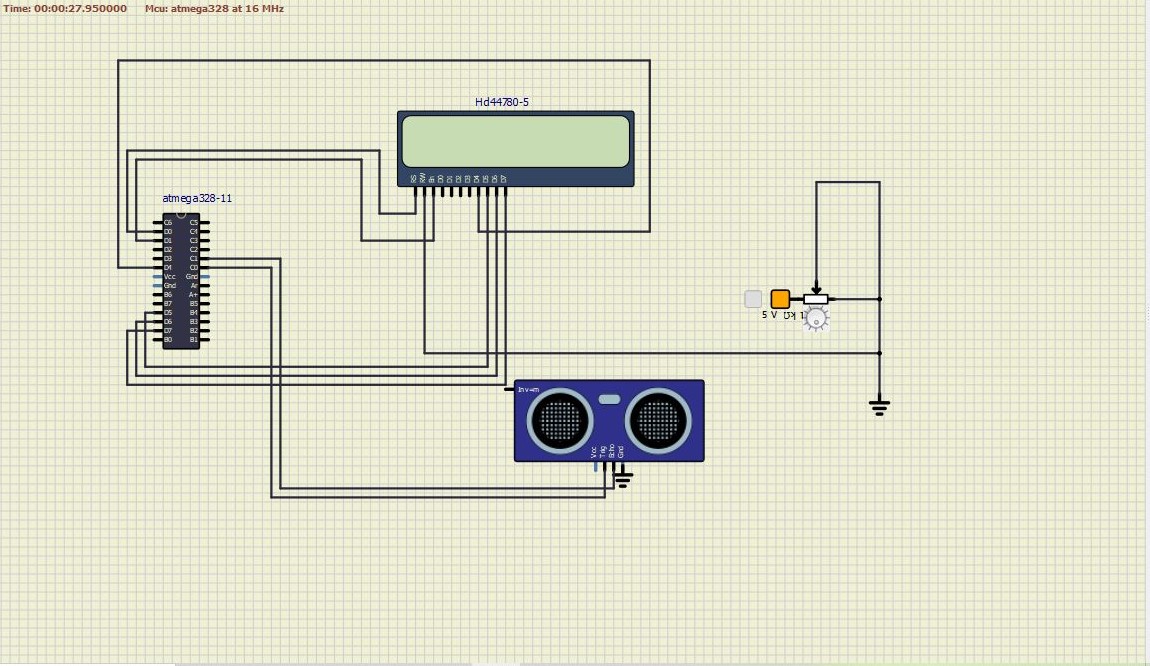 Time: 00:00:27.950000 Mcu: atmega328 at 16 MHz
Hd44780-5
RS RW En D0 D1 D2 D3 D4 D5 D6 D7
atmega328-11
C6 C5
D0 C4
D1 C3
D2 C2
D3 C1
D4 C0
Vcc Gnd
Gnd Ar
B6 A+
B7 B5
D5 B4
D6 B3
D7 B2
B0 B1
5 V 1 kΩ
In v=m
Vcc Trig Echo Gnd